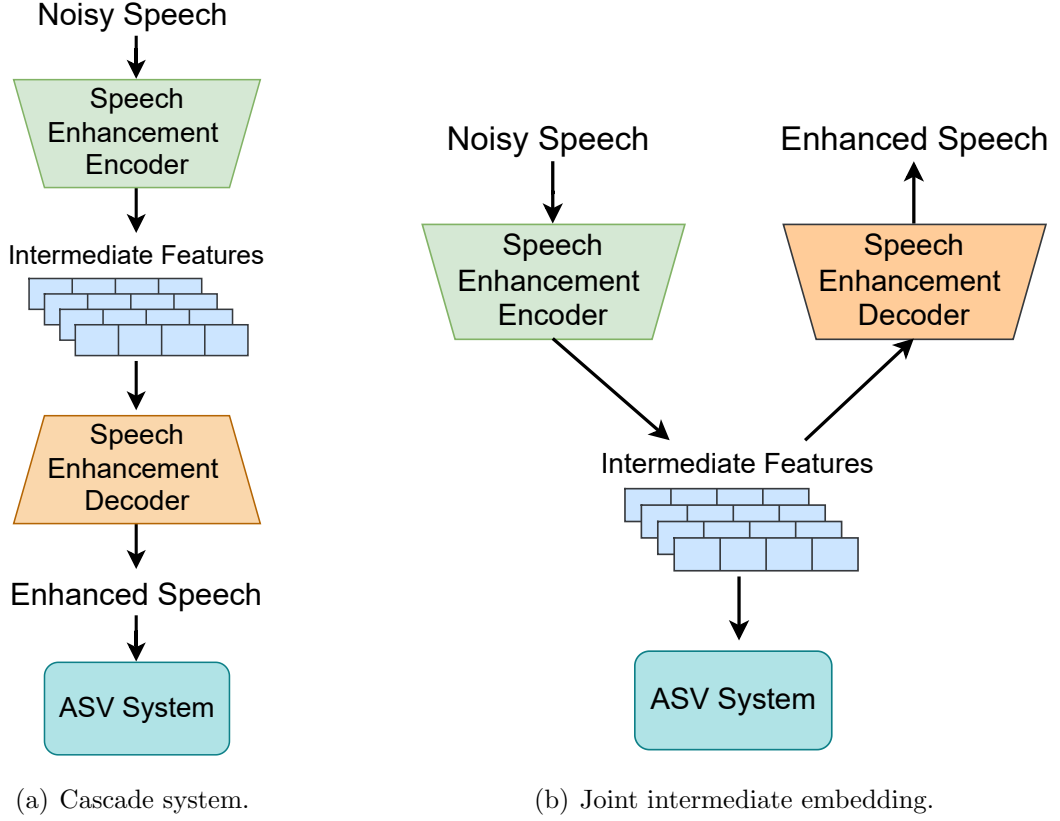 Noisy Speech
Speech
Enhancement
Encoder
Intermediate Features
Speech
Enhancement
Decoder
Enhanced Speech
ASV System
(a) Cascade system.
Noisy Speech
Speech
Enhancement
Encoder
Enhanced Speech
Speech
Enhancement
Decoder
Intermediate Features
ASV System
(b) Joint intermediate embedding.